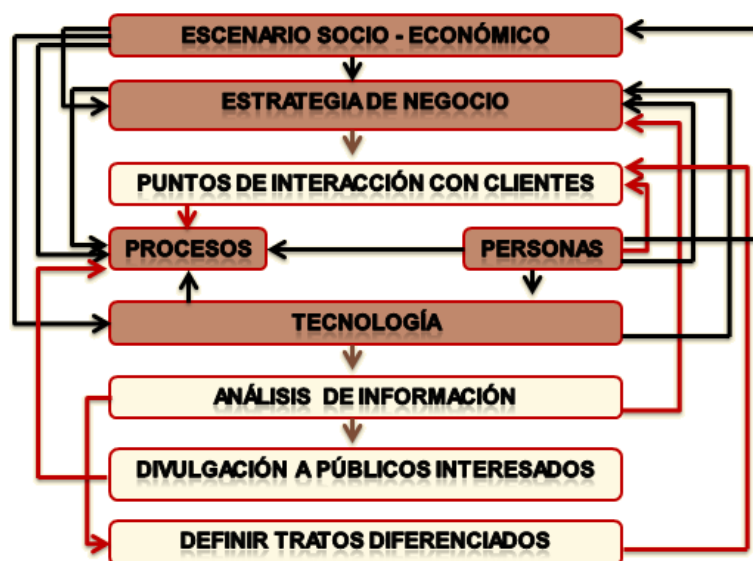 ESCENARIO SOCIO - ECONÓMICO
ESTRATEGIA DE NEGOCIO
PUNTOS DE INTERACCIÓN CON CLIENTES
PROCESOS
PERSONAS
TECNOLOGÍA
ANÁLISIS DE INFORMACIÓN
DIVULGACIÓN A PÚBLICOS INTERESADOS
DEFINIR TRATOS DIFERENCIADOS